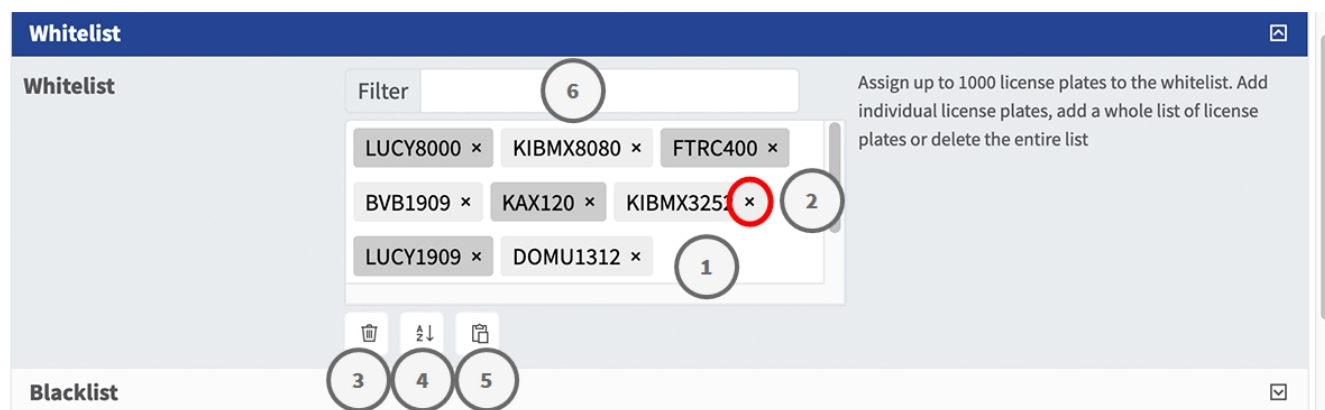 Whitelist
Whitelist
Filter
6
Assign up to 1000 license plates to the whitelist. Add
individual license plates, add a whole list of license
plates or delete the entire list
LUCY8000 × KIBMX8080 × FTRC400 ×
BVB1909 × KAX120 × KIBMX3252 × 2
LUCY1909 × DOMU1312 × 1
A Z ↓
3 4 5
Blacklist